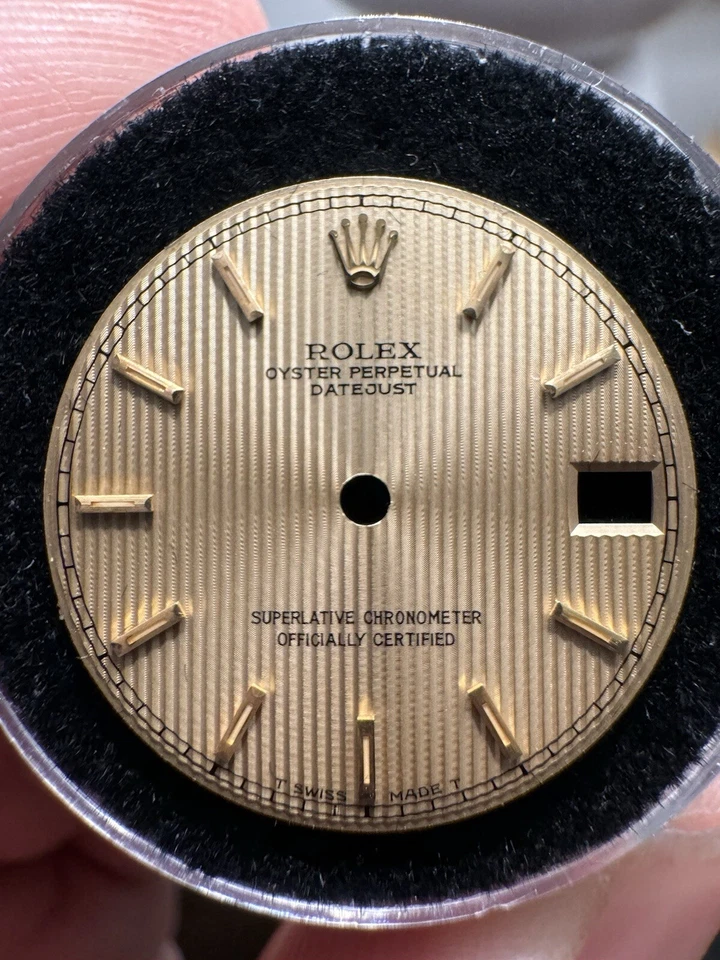 ROLEX
OYSTER PERPETUAL
DATEJUST
SUPERLATIVE CHRONOMETER
OFFICIALLY CERTIFIED
T SWISS MADE T